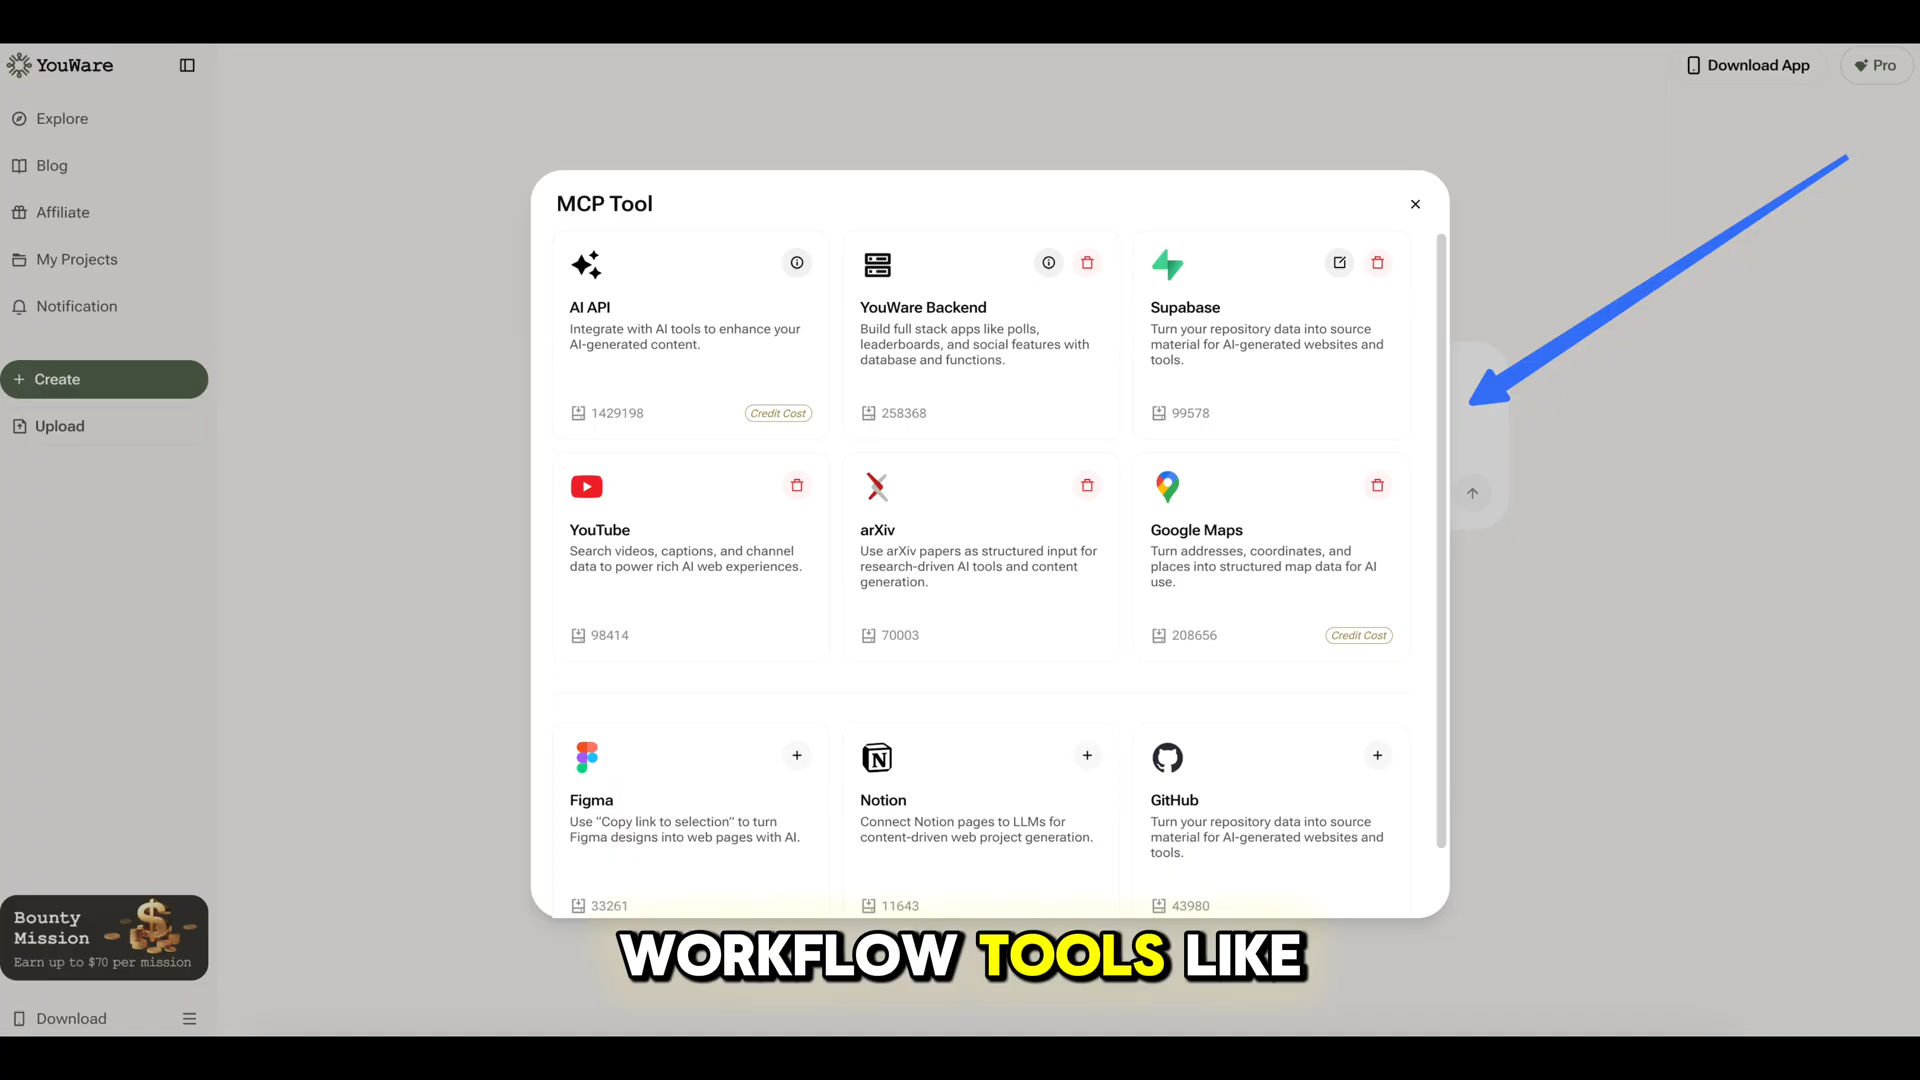 YouWare
Download App
Pro
Explore
Blog
Affiliate
My Projects
Notification
+ Create
Upload
MCP Tool
AI API
Integrate with AI tools to enhance your
AI-generated content.
1429198
Credit Cost
YouWare Backend
Build full stack apps like polls,
leaderboards, and social features with
database and functions.
258368
Supabase
Turn your repository data into source
material for AI-generated websites and
tools.
99578
YouTube
Search videos, captions, and channel
data to power rich AI web experiences.
98414
arXiv
Use arXiv papers as structured input for
research-driven AI tools and content
generation.
70003
Google Maps
Turn addresses, coordinates, and
places into structured map data for AI
use.
208656
Credit Cost
Figma
Use “Copy link to selection” to turn
Figma designs into web pages with AI.
33261
Notion
Connect Notion pages to LLMs for
content-driven web project generation.
11643
GitHub
Turn your repository data into source
material for AI-generated websites and
tools.
43980
Bounty
Mission
Earn up to $70 per mission
Download
WORKFLOW TOOLS LIKE